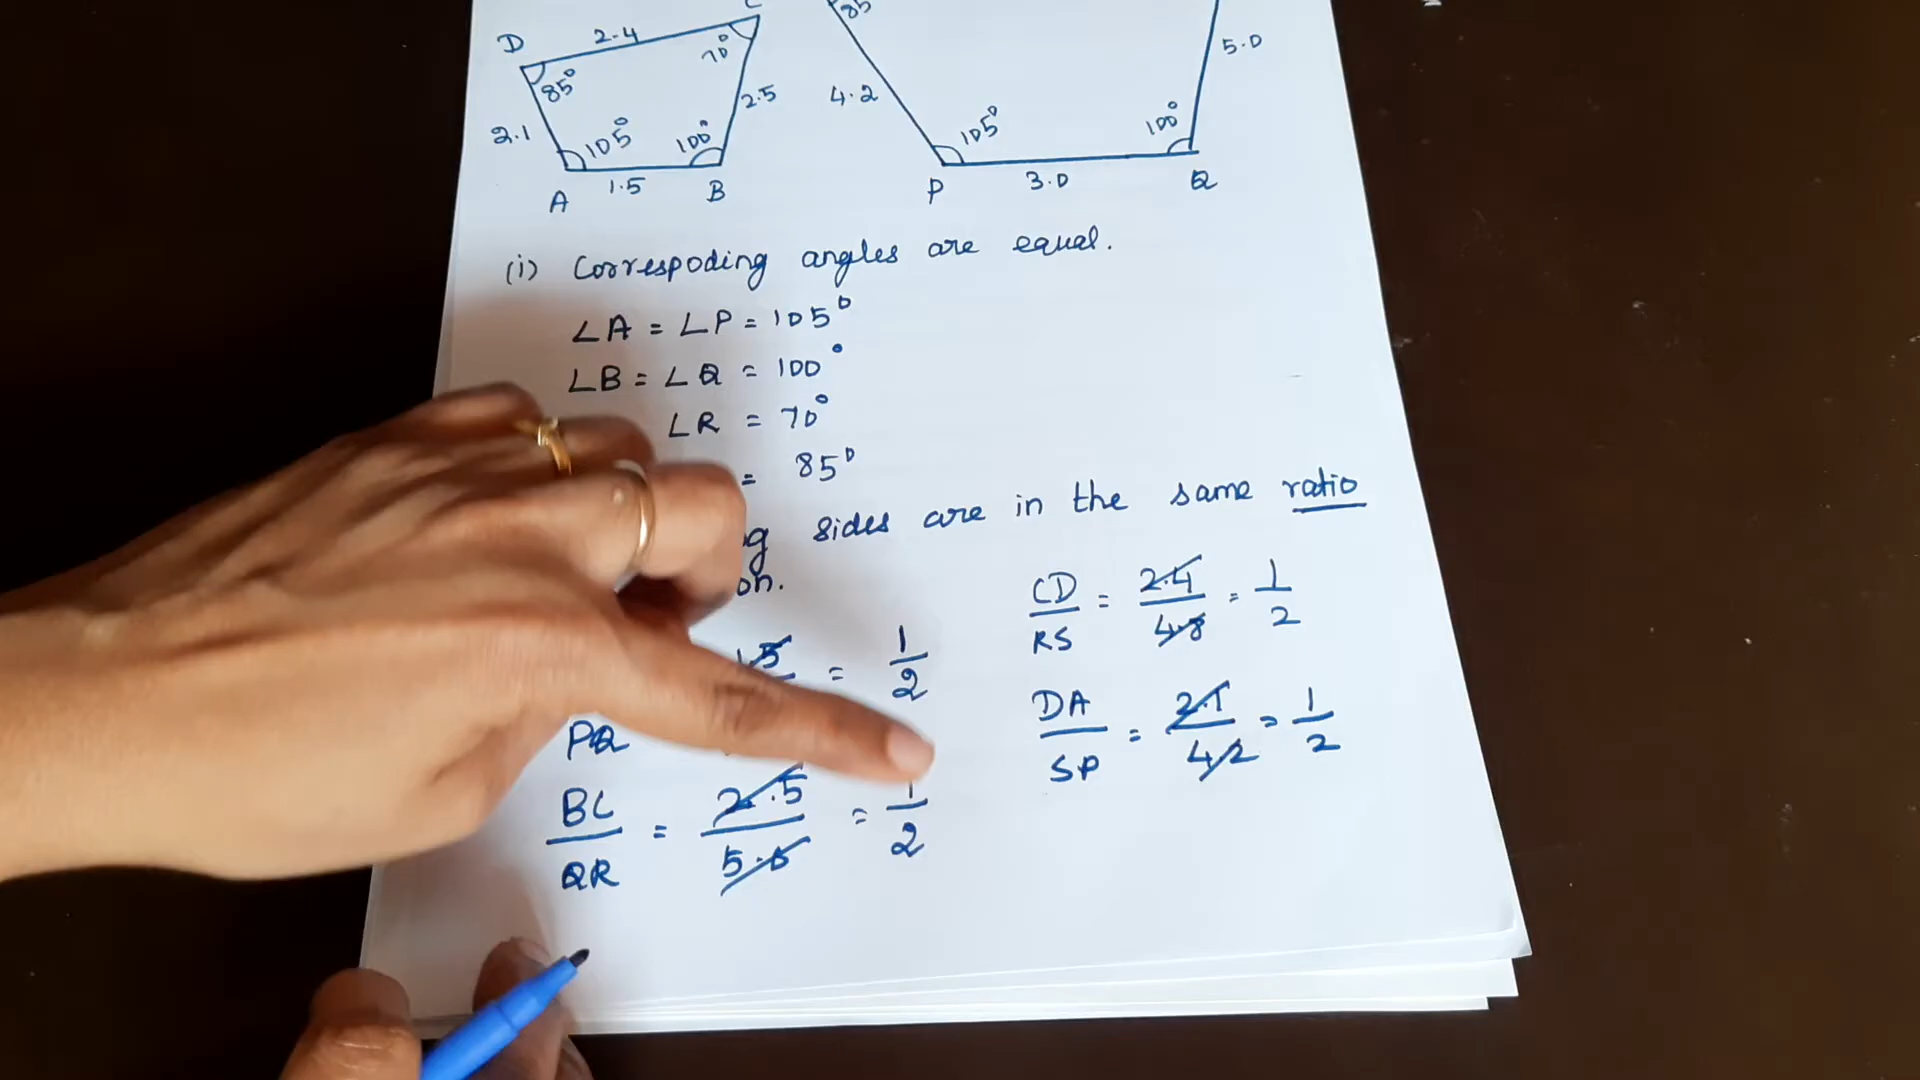 C
D 2.4 70°
85° 2.5
2.1 105° 100°
A 1.5 B
85
5.0
4.2
105° 100°
P 3.0 Q
(i) Correspoding angles are equal.
∠A = ∠P = 105°
∠B = ∠Q = 100°
∠R = 70°
= 85°
sides are in the same ratio
CD/RS = 2.4/4.8 = 1/2
PQ = 1/2
DA/SP = 2.1/4.2 = 1/2
BC/QR = 2.5/5.0 = 1/2